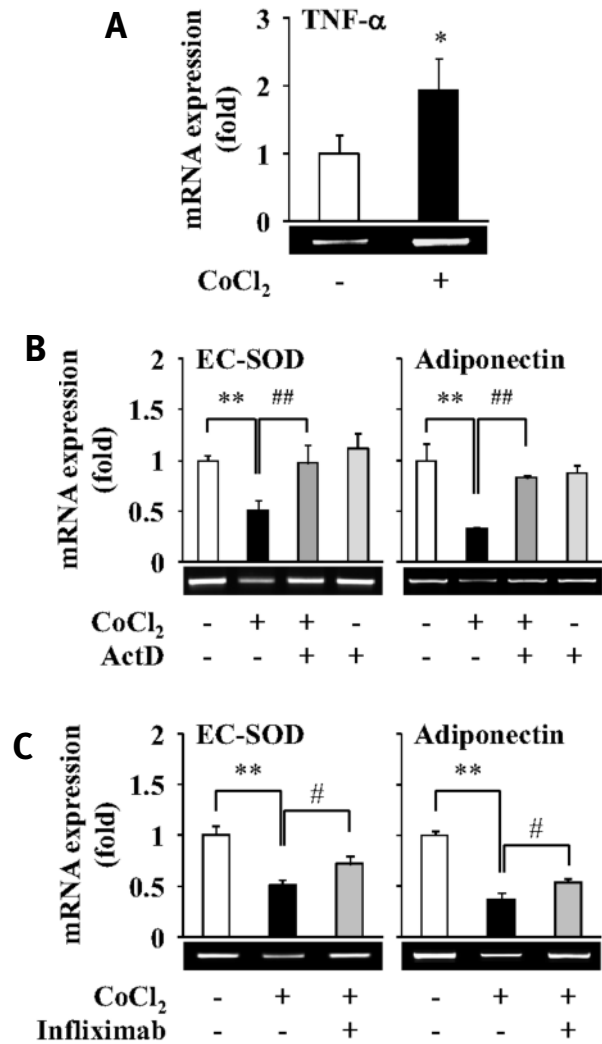 A
TNF-α
mRNA expression
(fold)
3
2
1
0
*
CoCl₂ - +
B
EC-SOD Adiponectin
mRNA expression
(fold)
2
1.5
1
0.5
0
** ## ** ##
CoCl₂ - + + - - + + -
ActD - - + + - - + +
C
EC-SOD Adiponectin
mRNA expression
(fold)
2
1.5
1
0.5
0
** # ** #
CoCl₂ - + + - + +
Infliximab - - + - - +